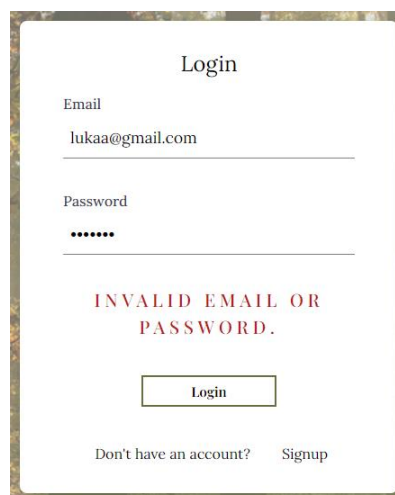 Login
Email
lukaa@gmail.com
Password
•••••••
INVALID EMAIL OR
PASSWORD.
Login
Don't have an account? Signup